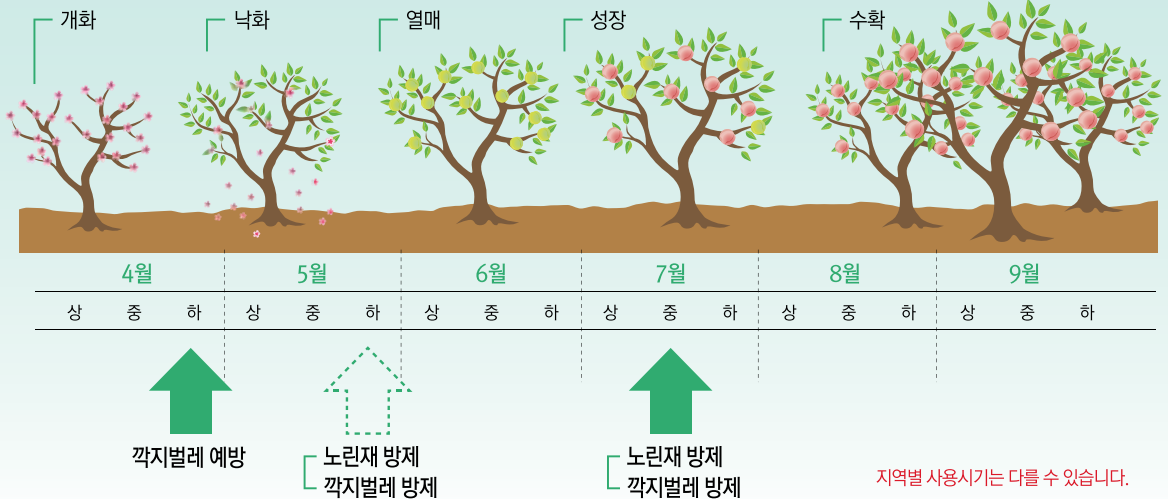 개화 낙화 열매 성장 수확
4월 5월 6월 7월 8월 9월
상 중 하 상 중 하 상 중 하 상 중 하 상 중 하 상 중 하
깍지벌레 예방
노린재 방제
깍지벌레 방제
노린재 방제
깍지벌레 방제
지역별 사용시기는 다를 수 있습니다.